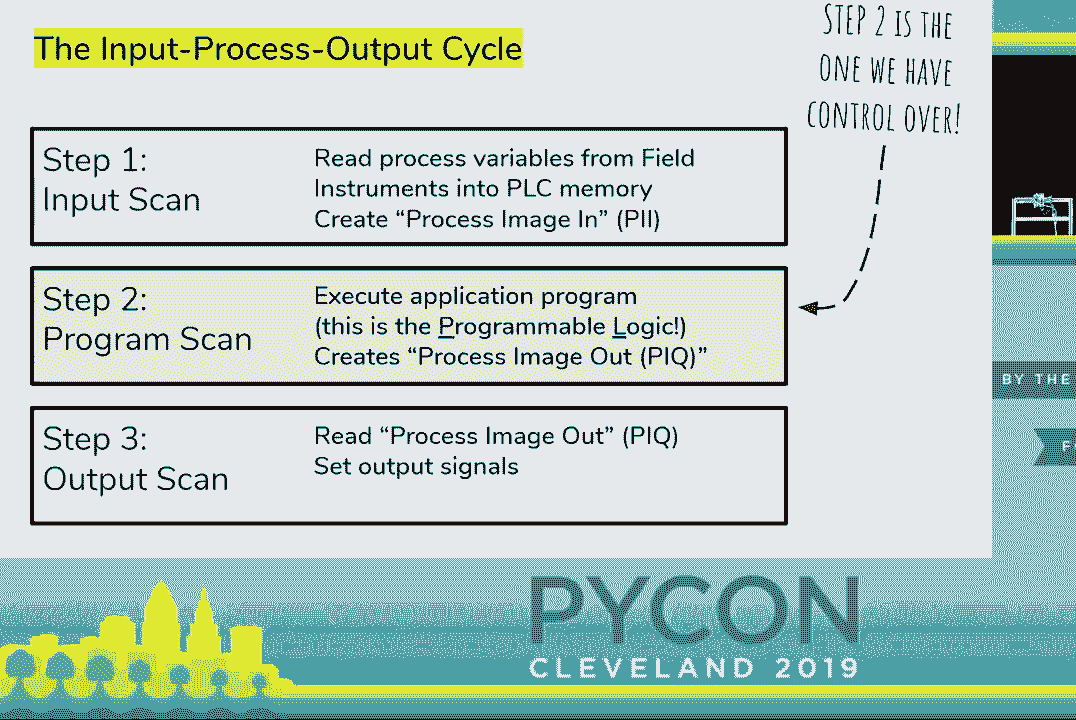 The Input-Process-Output Cycle
STEP 2 IS THE
ONE WE HAVE
CONTROL OVER!
Step 1:
Input Scan
Read process variables from Field
Instruments into PLC memory
Create “Process Image In” (PII)
Step 2:
Program Scan
Execute application program
(this is the Programmable Logic!)
Creates “Process Image Out (PIQ)”
Step 3:
Output Scan
Read “Process Image Out” (PIQ)
Set output signals
BY THE
PYCON
CLEVELAND 2019